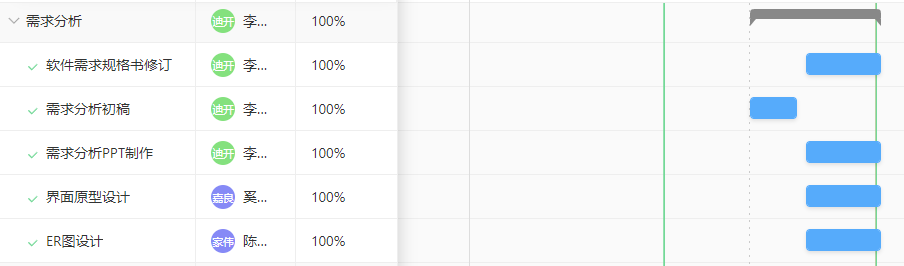 需求分析 迪开 李... 100%
软件需求规格书修订 迪开 李... 100%
需求分析初稿 迪开 李... 100%
需求分析PPT制作 迪开 李... 100%
界面原型设计 嘉良 奚... 100%
ER图设计 家伟 陈... 100%